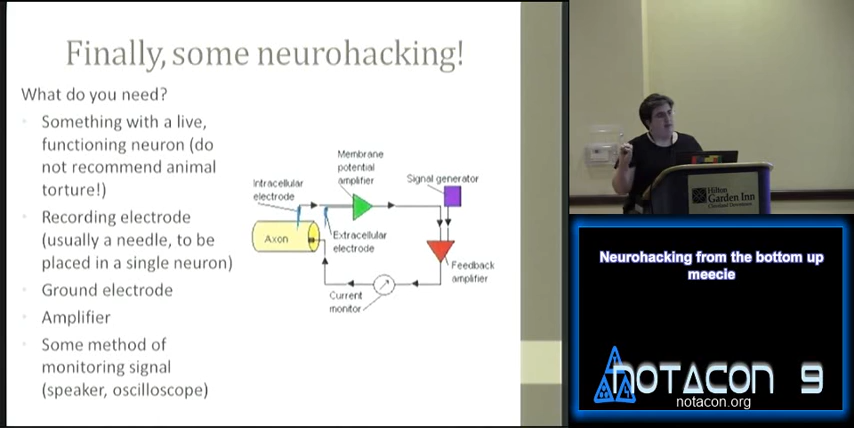 Finally, some neurohacking!
What do you need?
Something with a live,
functioning neuron (do
not recommend animal
torture!)
Recording electrode
(usually a needle, to be
placed in a single neuron)
Ground electrode
Amplifier
Some method of
monitoring signal
(speaker, oscilloscope)
Membrane
potential
amplifier
Signal generator
Intracellular
electrode
Axon
Extracellular
electrode
Feedback
amplifier
Current
monitor
Hilton
Garden Inn
Neurohacking from the bottom up
meecie
NOTACON 9
notacon.org